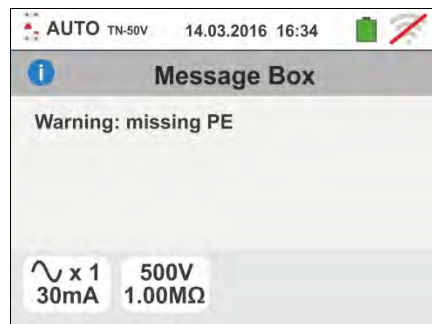 AUTO TN-50V 14.03.2016 16:34
i
Message Box
Warning: missing PE
x 1
30mA
500V
1.00MΩ